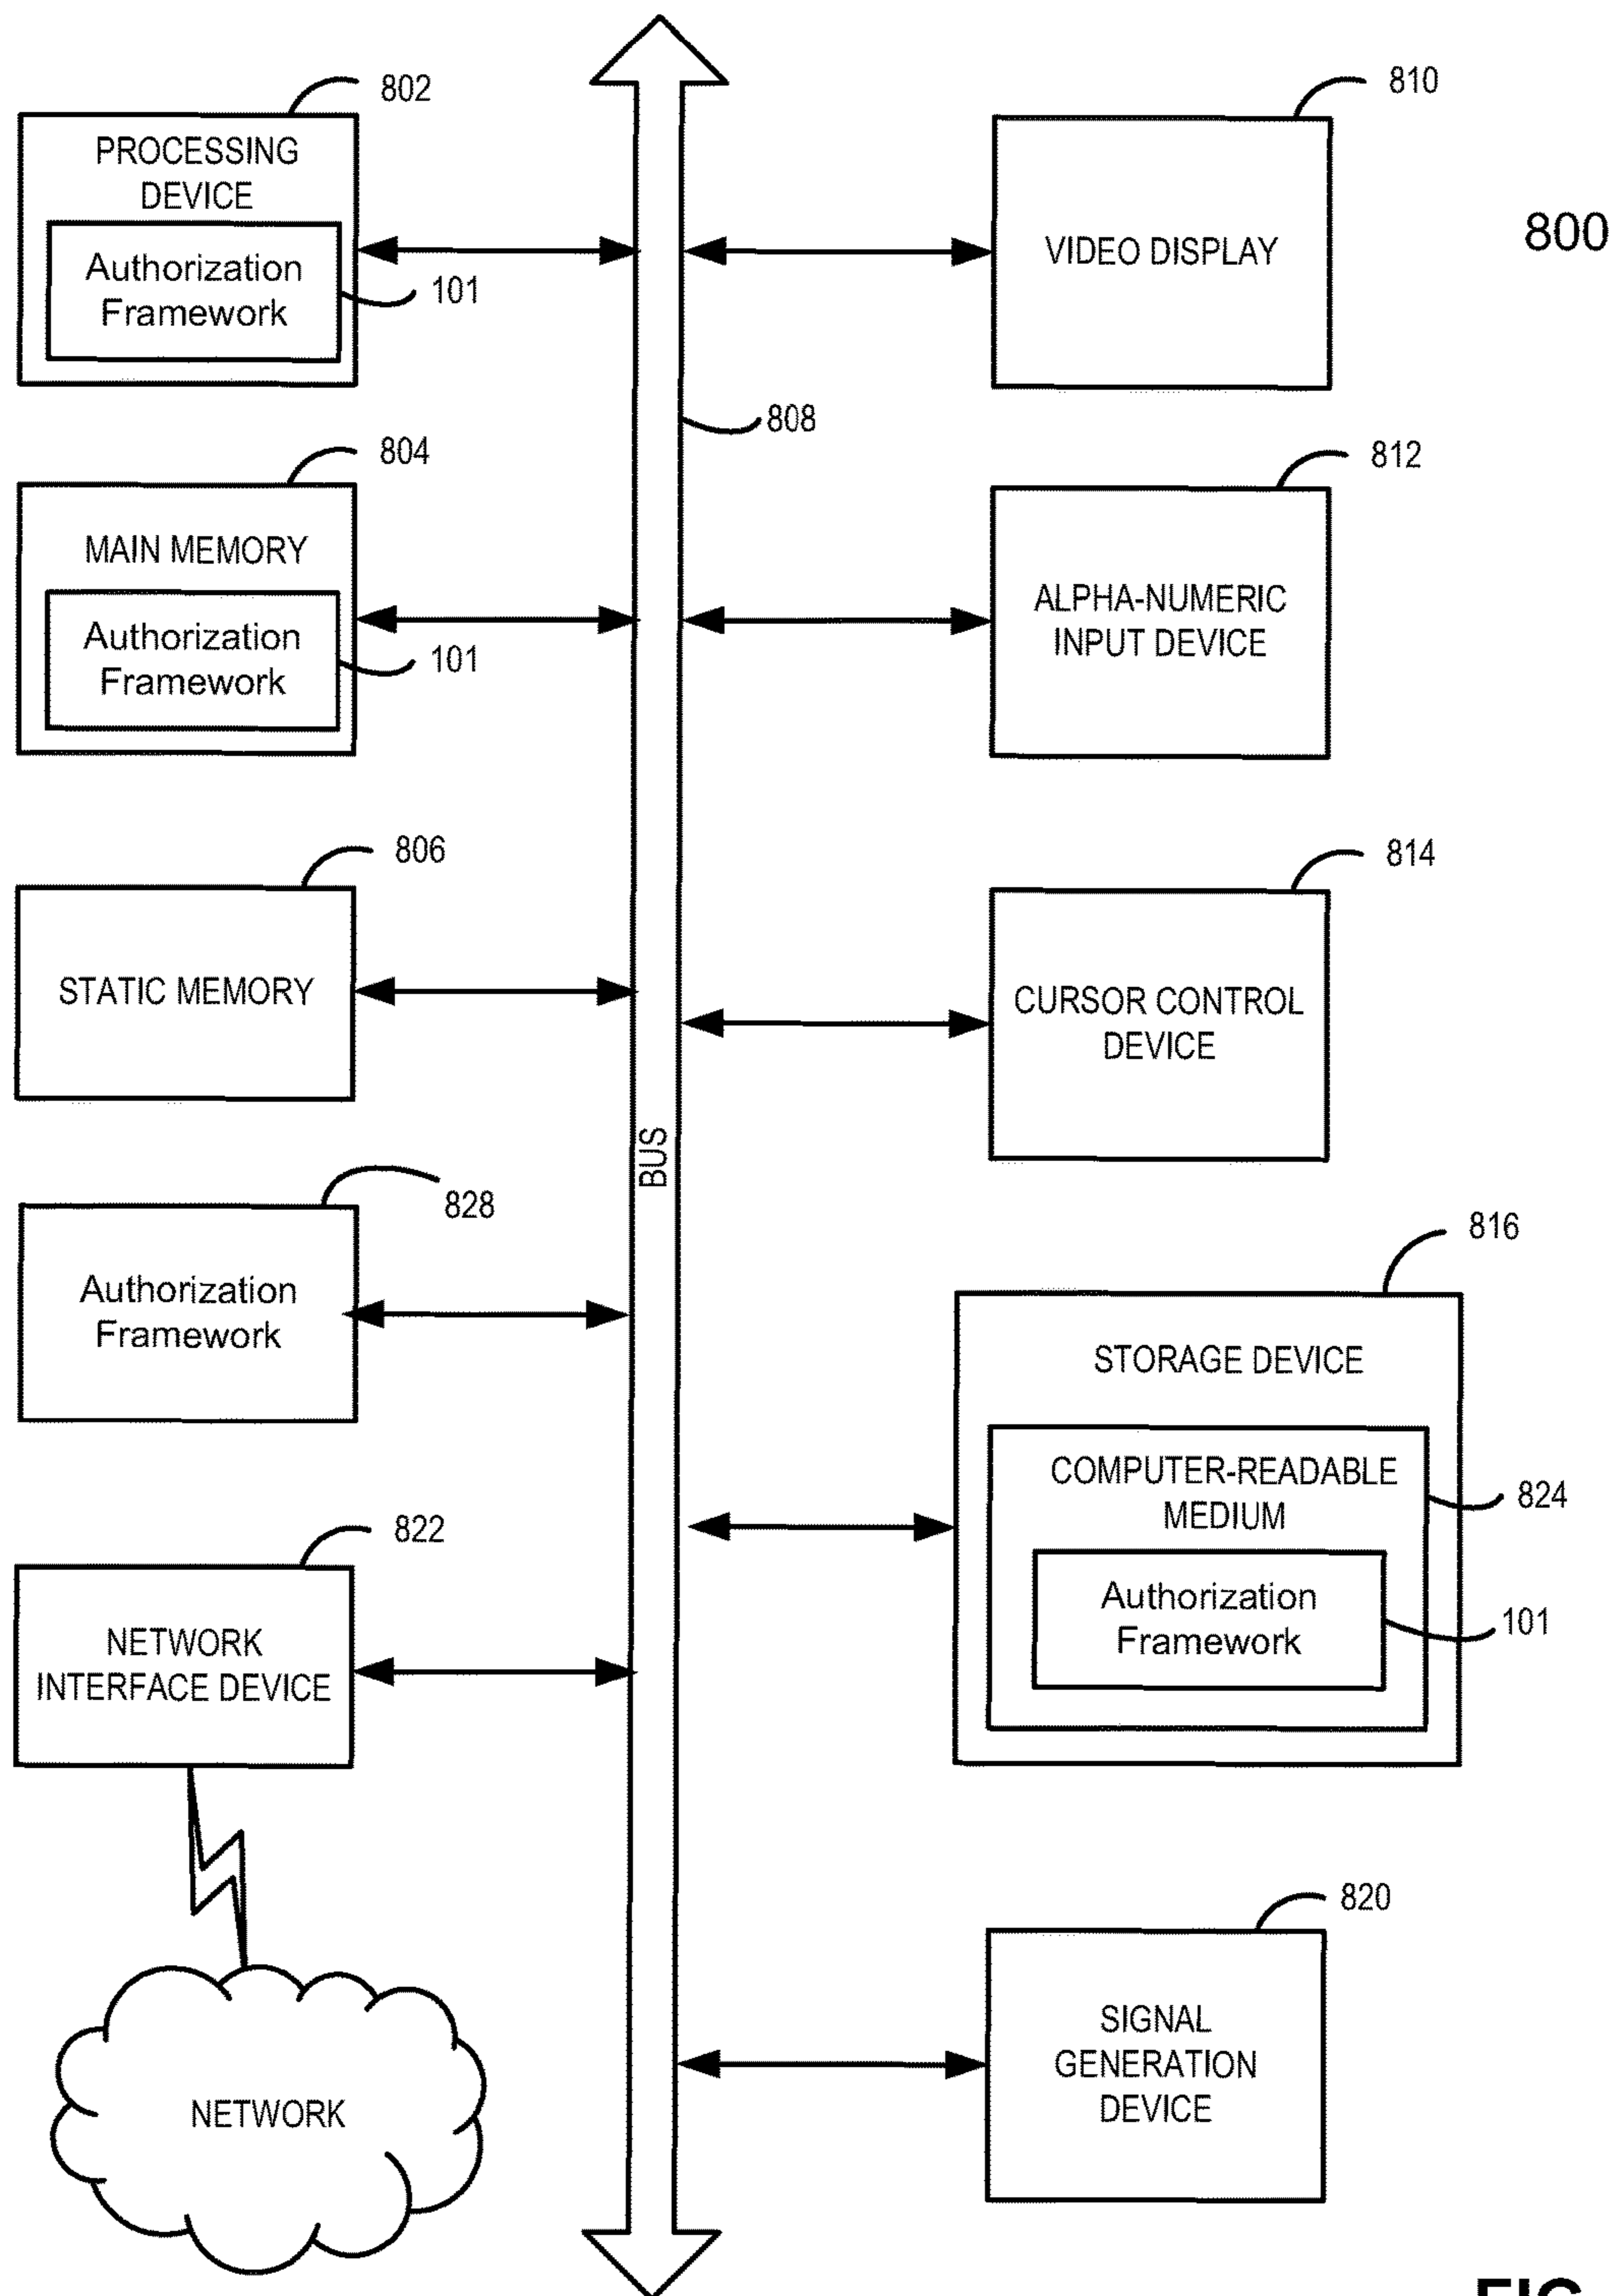 802
PROCESSING
DEVICE
Authorization
Framework
101
810
VIDEO DISPLAY
800
808
804
MAIN MEMORY
Authorization
Framework
101
812
ALPHA-NUMERIC
INPUT DEVICE
806
STATIC MEMORY
814
CURSOR CONTROL
DEVICE
BUS
828
Authorization
Framework
816
STORAGE DEVICE
COMPUTER-READABLE
MEDIUM
824
Authorization
Framework
101
822
NETWORK
INTERFACE DEVICE
NETWORK
820
SIGNAL
GENERATION
DEVICE
FIG